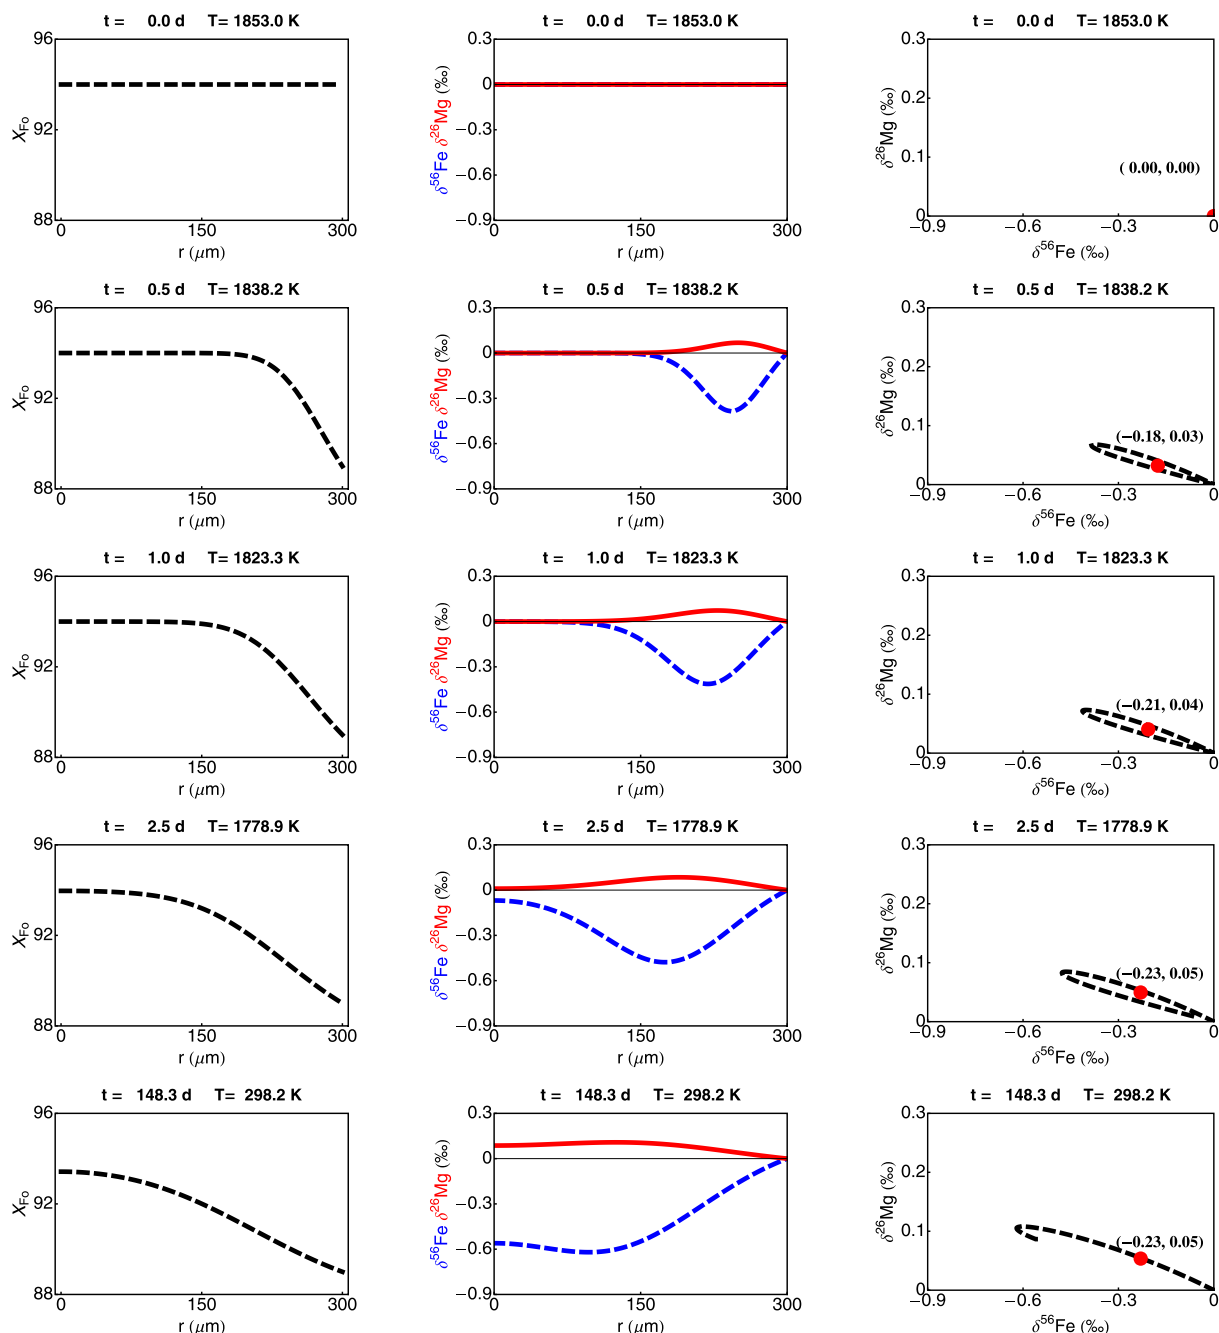 t = 0.0 d T= 1853.0 K
96
92
88
X_Fo
0
150
300
r (μm)
t = 0.0 d T= 1853.0 K
0.3
0
−0.3
−0.6
−0.9
δ⁵⁶Fe δ²⁶Mg (‰)
0
150
300
r (μm)
t = 0.0 d T= 1853.0 K
0.3
0.2
0.1
0
δ²⁶Mg (‰)
( 0.00, 0.00)
−0.9
−0.6
−0.3
0
δ⁵⁶Fe (‰)
t = 0.5 d T= 1838.2 K
96
92
88
X_Fo
0
150
300
r (μm)
t = 0.5 d T= 1838.2 K
0.3
0
−0.3
−0.6
−0.9
δ⁵⁶Fe δ²⁶Mg (‰)
0
150
300
r (μm)
t = 0.5 d T= 1838.2 K
0.3
0.2
0.1
0
δ²⁶Mg (‰)
(−0.18, 0.03)
−0.9
−0.6
−0.3
0
δ⁵⁶Fe (‰)
t = 1.0 d T= 1823.3 K
96
92
88
X_Fo
0
150
300
r (μm)
t = 1.0 d T= 1823.3 K
0.3
0
−0.3
−0.6
−0.9
δ⁵⁶Fe δ²⁶Mg (‰)
0
150
300
r (μm)
t = 1.0 d T= 1823.3 K
0.3
0.2
0.1
0
δ²⁶Mg (‰)
(−0.21, 0.04)
−0.9
−0.6
−0.3
0
δ⁵⁶Fe (‰)
t = 2.5 d T= 1778.9 K
96
92
88
X_Fo
0
150
300
r (μm)
t = 2.5 d T= 1778.9 K
0.3
0
−0.3
−0.6
−0.9
δ⁵⁶Fe δ²⁶Mg (‰)
0
150
300
r (μm)
t = 2.5 d T= 1778.9 K
0.3
0.2
0.1
0
δ²⁶Mg (‰)
(−0.23, 0.05)
−0.9
−0.6
−0.3
0
δ⁵⁶Fe (‰)
t = 148.3 d T= 298.2 K
96
92
88
X_Fo
0
150
300
r (μm)
t = 148.3 d T= 298.2 K
0.3
0
−0.3
−0.6
−0.9
δ⁵⁶Fe δ²⁶Mg (‰)
0
150
300
r (μm)
t = 148.3 d T= 298.2 K
0.3
0.2
0.1
0
δ²⁶Mg (‰)
(−0.23, 0.05)
−0.9
−0.6
−0.3
0
δ⁵⁶Fe (‰)